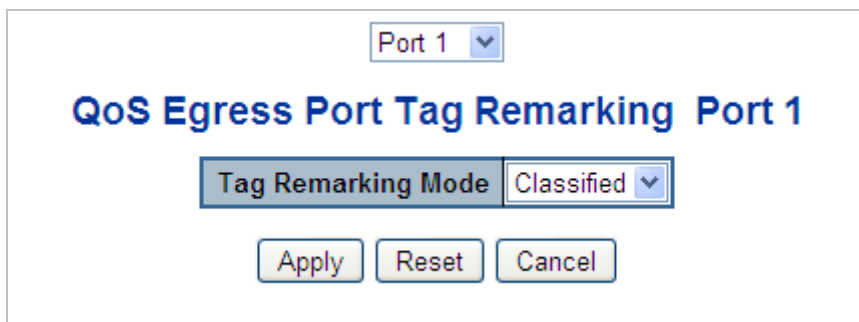 Port 1
QoS Egress Port Tag Remarking Port 1
Tag Remarking Mode Classified
Apply Reset Cancel